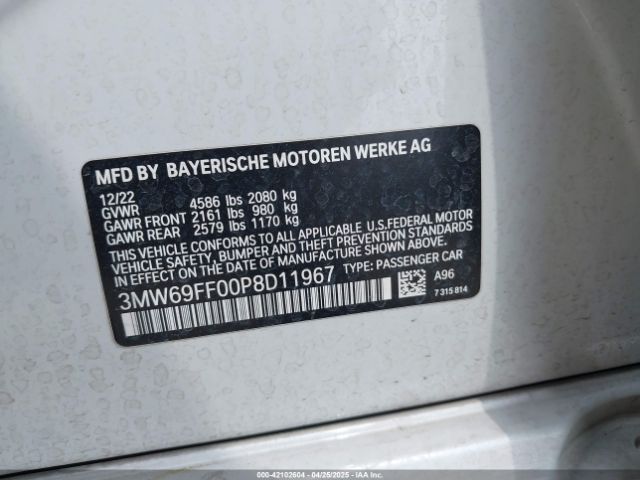 MFD BY BAYERISCHE MOTOREN WERKE AG
12/22
GVWR 4586 lbs 2080 kg
GAWR FRONT 2161 lbs 980 kg
GAWR REAR 2579 lbs 1170 kg
THIS VEHICLE CONFORMS TO ALL APPLICABLE U.S.FEDERAL MOTOR
VEHICLE SAFETY, BUMPER, AND THEFT PREVENTION STANDARDS
IN EFFECT ON THE DATE OF MANUFACTURE SHOWN ABOVE.
3MW69FF00P8D11967 TYPE: PASSENGER CAR
A96
7 315 814
000-42102604 - 04/25/2025 - IAAI.com